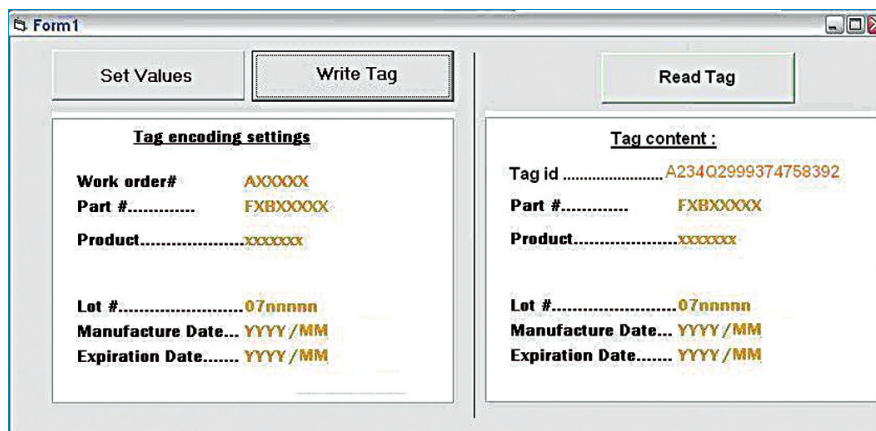 Form1
Set Values
Write Tag
Tag encoding settings
Work order# AXXXXX
Part #............. FXBXXXXX
Product.....................xxxxxxx
Lot #........................07nnnnn
Manufacture Date... YYYY/MM
Expiration Date....... YYYY/MM
Read Tag
Tag content :
Tag id ........................ A234Q2999374758392
Part #............. FXBXXXXX
Product.....................xxxxxxx
Lot #........................07nnnnn
Manufacture Date... YYYY/MM
Expiration Date....... YYYY/MM